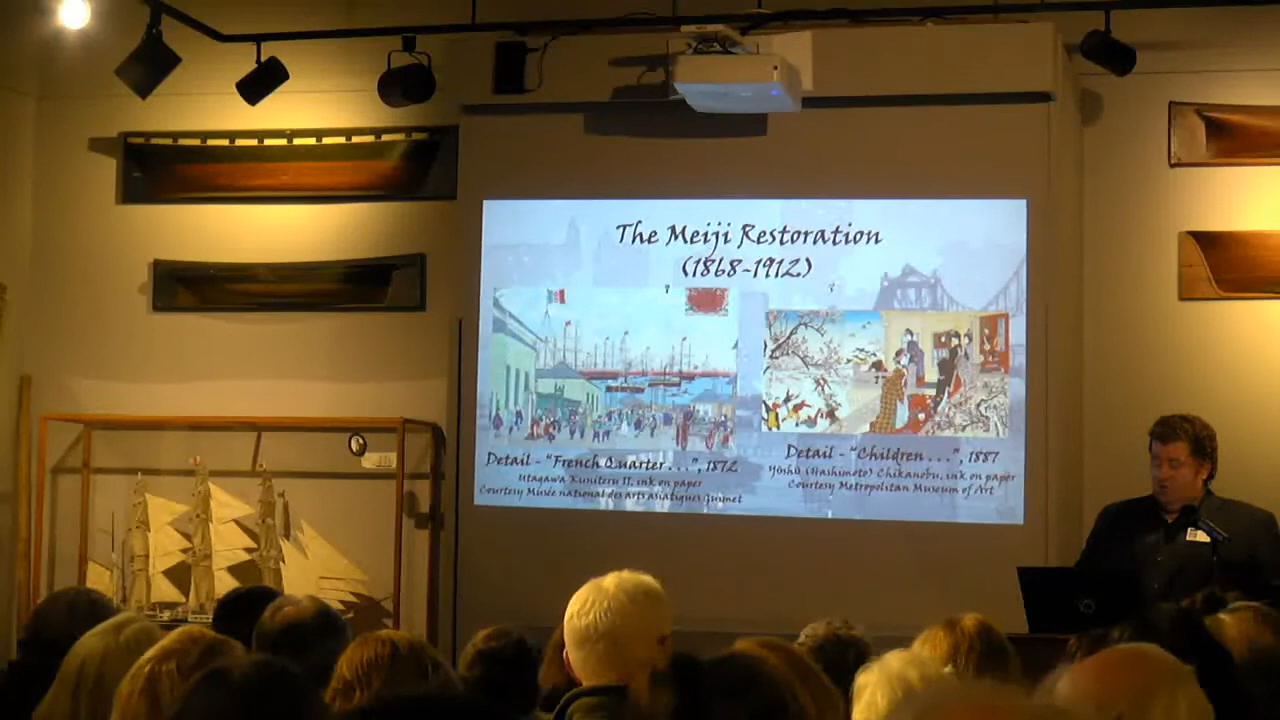 The Meiji Restoration
(1868-1912)
Detail - "French Quarter . . .", 1872
Utagawa Kuniteru II, ink on paper
Courtesy Musée national des arts asiatiques Guimet
Detail - "Children . . .", 1887
Yōshū (Hashimoto) Chikanobu, ink on paper
Courtesy Metropolitan Museum of Art